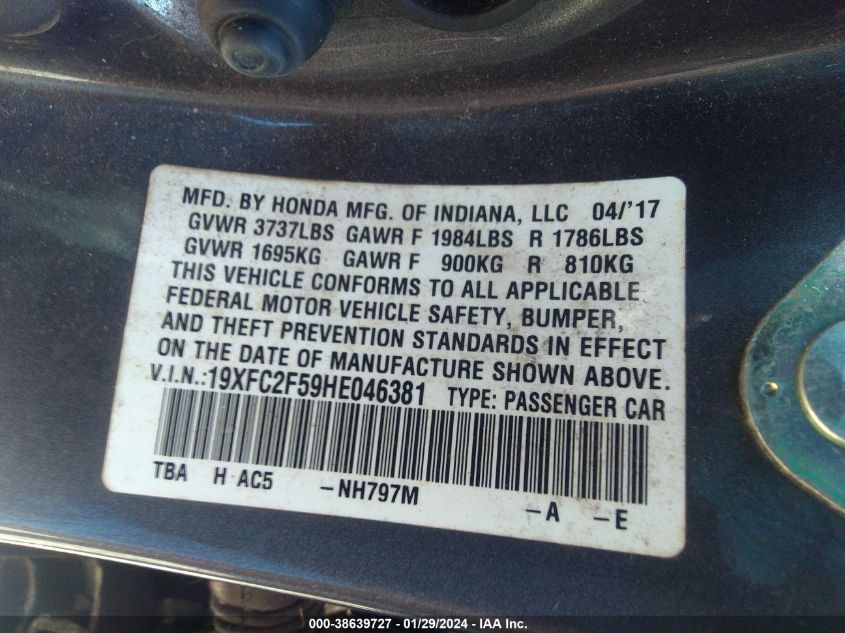 MFD. BY HONDA MFG. OF INDIANA, LLC 04/'17
GVWR 3737LBS GAWR F 1984LBS R 1786LBS
GVWR 1695KG GAWR F 900KG R 810KG
THIS VEHICLE CONFORMS TO ALL APPLICABLE
FEDERAL MOTOR VEHICLE SAFETY, BUMPER,
AND THEFT PREVENTION STANDARDS IN EFFECT
ON THE DATE OF MANUFACTURE SHOWN ABOVE.
V.I.N.:19XFC2F59HE046381 TYPE: PASSENGER CAR
TBA H AC5 -NH797M -A -E
000-38639727 - 01/29/2024 - IAA Inc.